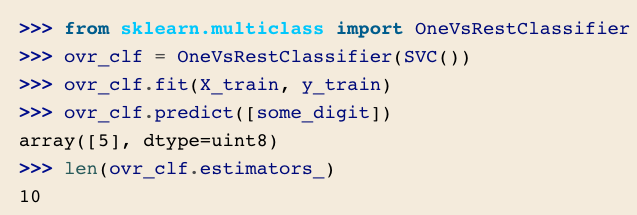 >>> from sklearn.multiclass import OneVsRestClassifier
>>> ovr_clf = OneVsRestClassifier(SVC())
>>> ovr_clf.fit(X_train, y_train)
>>> ovr_clf.predict([some_digit])
array([5], dtype=uint8)
>>> len(ovr_clf.estimators_)
10